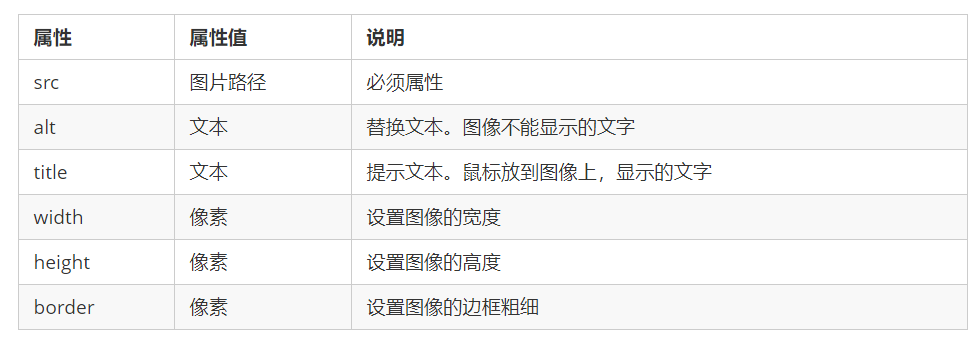 属性 属性值 说明
src 图片路径 必须属性
alt 文本 替换文本。图像不能显示的文字
title 文本 提示文本。鼠标放到图像上，显示的文字
width 像素 设置图像的宽度
height 像素 设置图像的高度
border 像素 设置图像的边框粗细